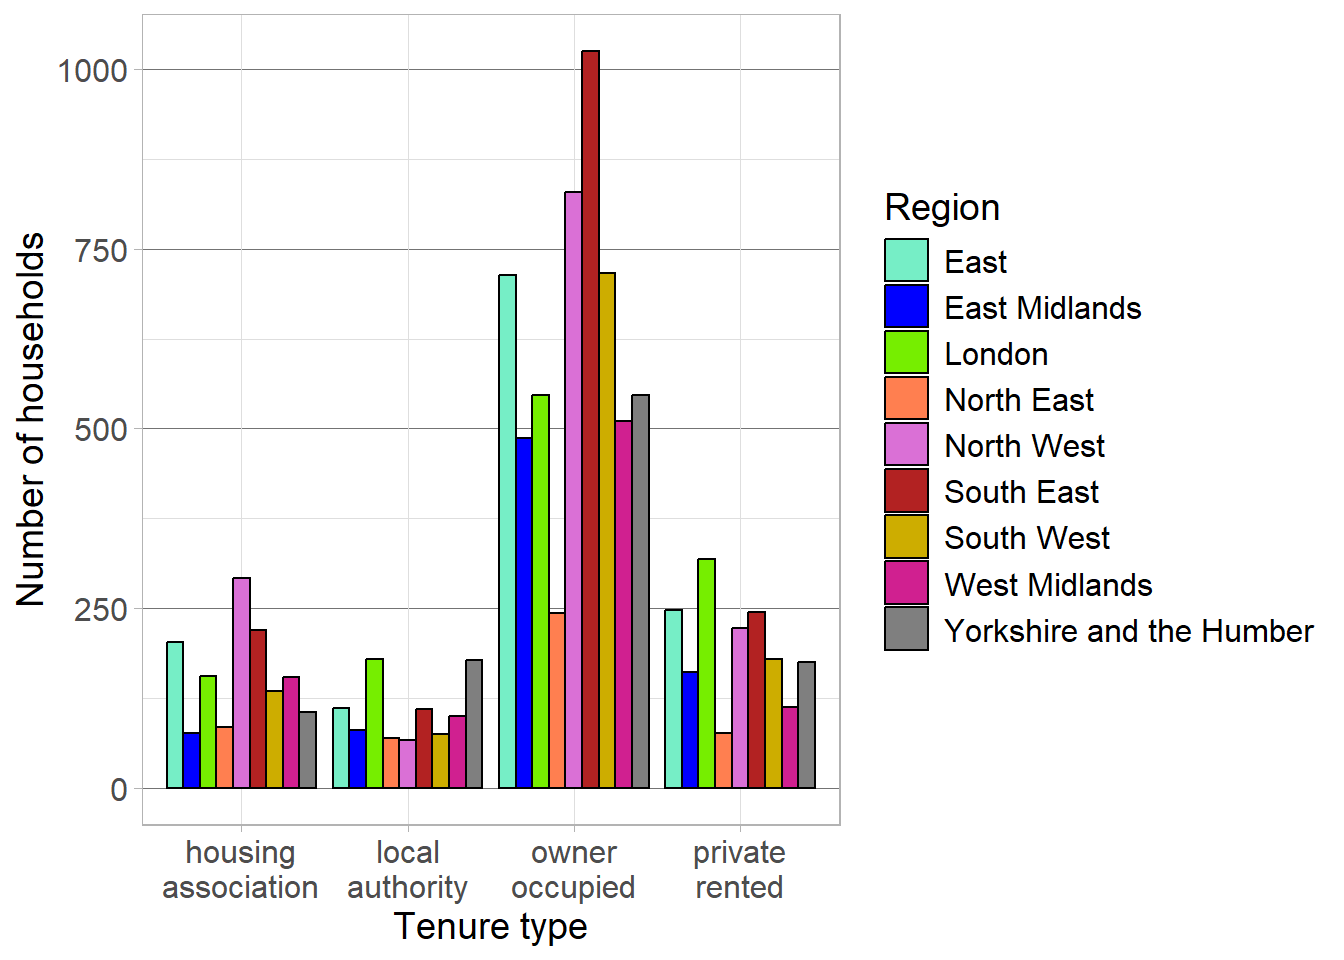 1000
750
500
250
0
Number of households
housing
association
local
authority
owner
occupied
private
rented
Tenure type
Region
East
East Midlands
London
North East
North West
South East
South West
West Midlands
Yorkshire and the Humber